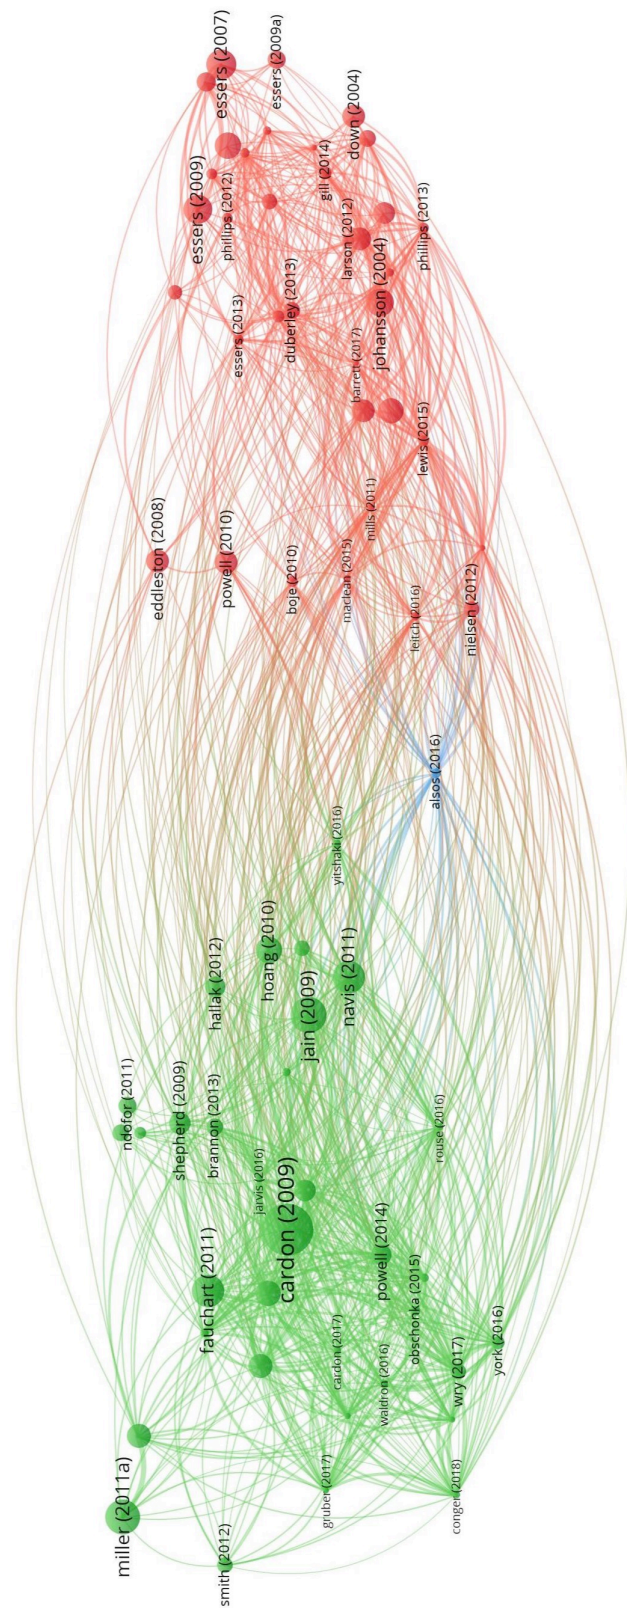 essers (2007)
essers (2009a)
down (2004)
gill (2014)
essers (2009)
phillips (2012)
larson (2012)
phillips (2013)
johansson (2004)
duberley (2013)
essers (2013)
barrett (2017)
lewis (2015)
mills (2011)
eddleston (2008)
powell (2010)
boje (2010)
maclean (2015)
leitch (2016)
nielsen (2012)
alsos (2016)
yitshaki (2016)
hoang (2010)
hallak (2012)
navis (2011)
jain (2009)
ndofor (2011)
shepherd (2009)
brannon (2013)
rouse (2016)
jarvis (2016)
cardon (2009)
powell (2014)
fauchart (2011)
obschonka (2015)
cardon (2017)
york (2016)
waldron (2016)
wry (2017)
miller (2011a)
gruber (2017)
conger (2018)
smith (2012)